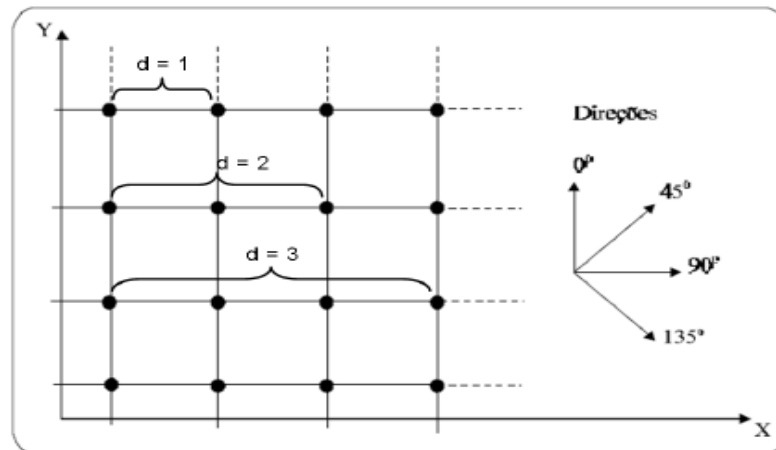 Y
d = 1
d = 2
d = 3
Direções
0º
45º
90º
135º
X